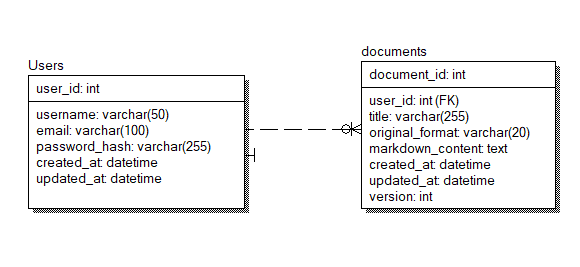 Users
user_id: int
username: varchar(50)
email: varchar(100)
password_hash: varchar(255)
created_at: datetime
updated_at: datetime
documents
document_id: int
user_id: int (FK)
title: varchar(255)
original_format: varchar(20)
markdown_content: text
created_at: datetime
updated_at: datetime
version: int